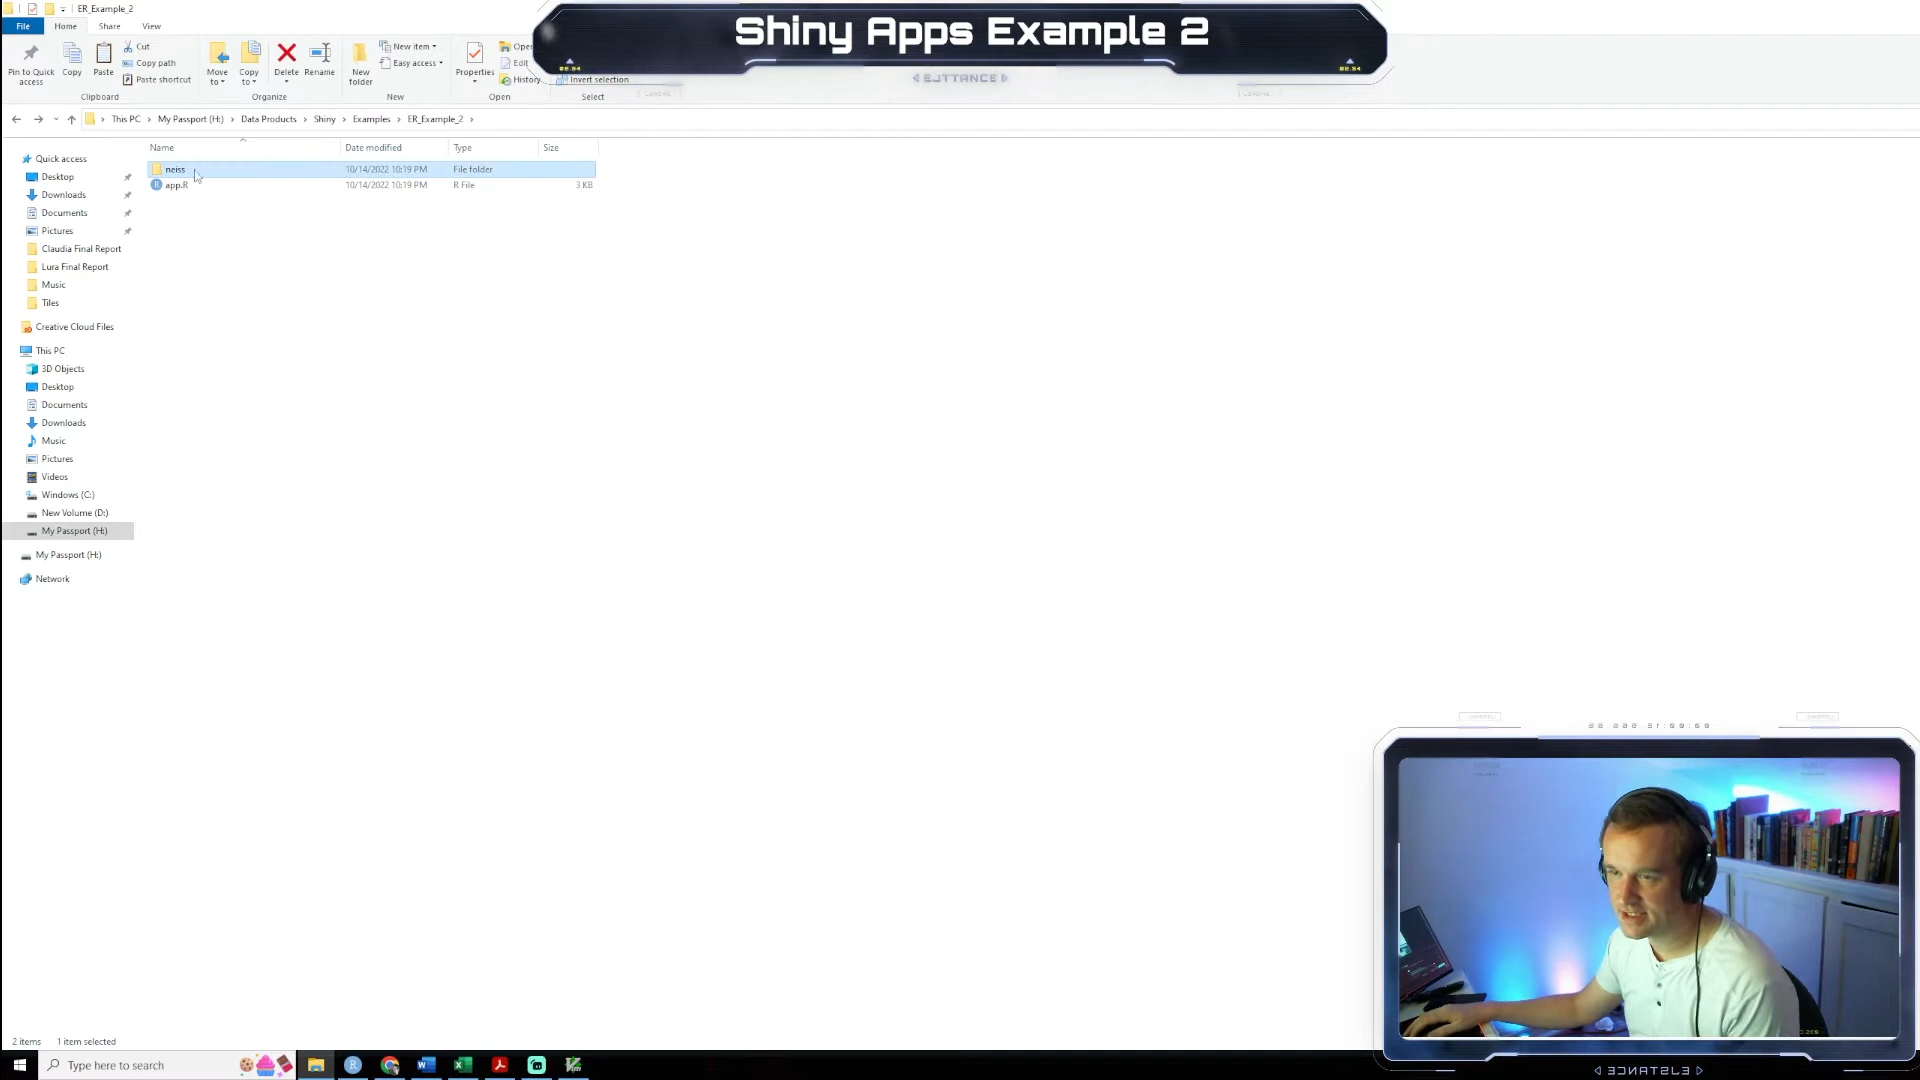 ER_Example_2
File
Home
Share
View
Shiny Apps Example 2
Pin to Quick access
Copy
Paste
Cut
Copy path
Paste shortcut
Move to
Copy to
Delete
Rename
New folder
New item
Easy access
Properties
Open
Edit
History
Invert selection
Clipboard
Organize
New
Open
Select
This PC
My Passport (H:)
Data Products
Shiny
Examples
ER_Example_2
Name
Date modified
Type
Size
neiss
10/14/2022 10:19 PM
File folder
app.R
10/14/2022 10:19 PM
R File
3 KB
Quick access
Desktop
Downloads
Documents
Pictures
Claudia Final Report
Lura Final Report
Music
Tiles
Creative Cloud Files
This PC
3D Objects
Desktop
Documents
Downloads
Music
Pictures
Videos
Windows (C:)
New Volume (D:)
My Passport (H:)
My Passport (H:)
Network
2 items
1 item selected
Type here to search